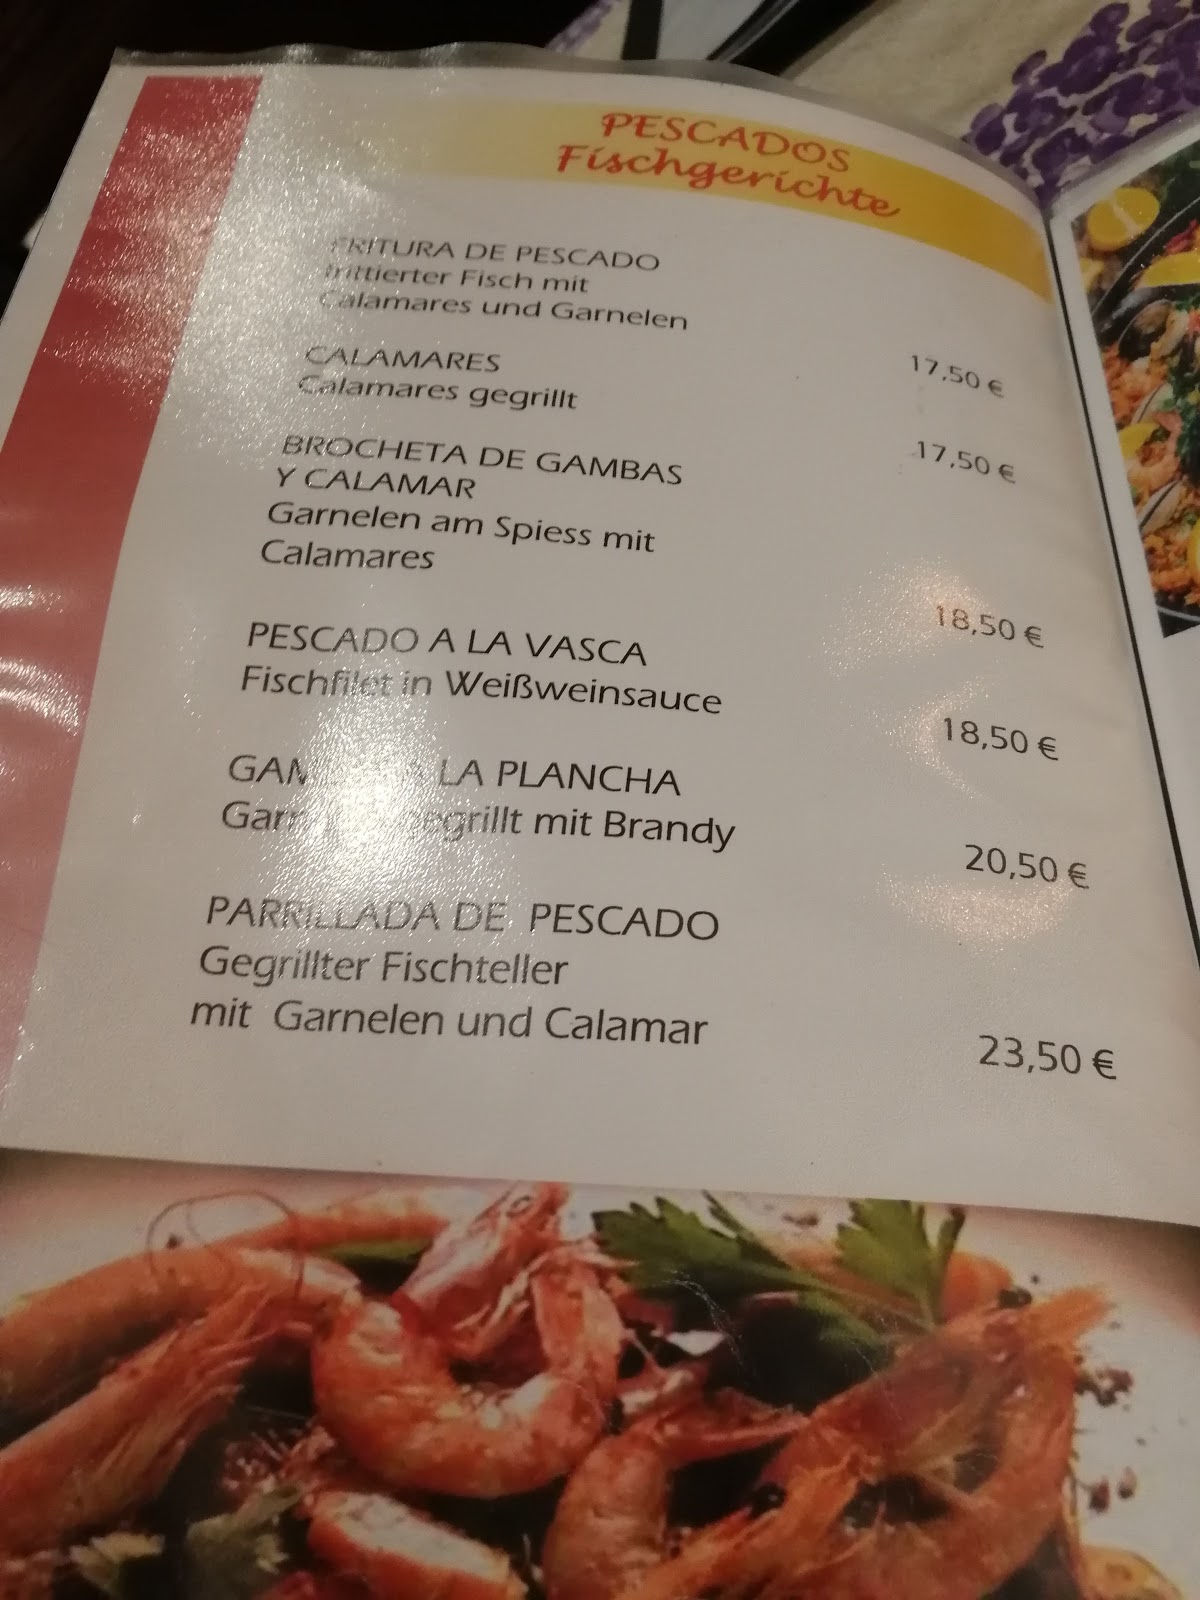 PESCADOS
Fischgerichte
FRITURA DE PESCADO
frittierter Fisch mit
Calamares und Garnelen
17,50 €
CALAMARES
Calamares gegrillt
17,50 €
BROCHETA DE GAMBAS
Y CALAMAR
Garnelen am Spiess mit
Calamares
18,50 €
PESCADO A LA VASCA
Fischfilet in Weißweinsauce
18,50 €
LA PLANCHA
gegrillt mit Brandy
20,50 €
PARRILLADA DE PESCADO
Gegrillter Fischteller
mit Garnelen und Calamar
23,50 €